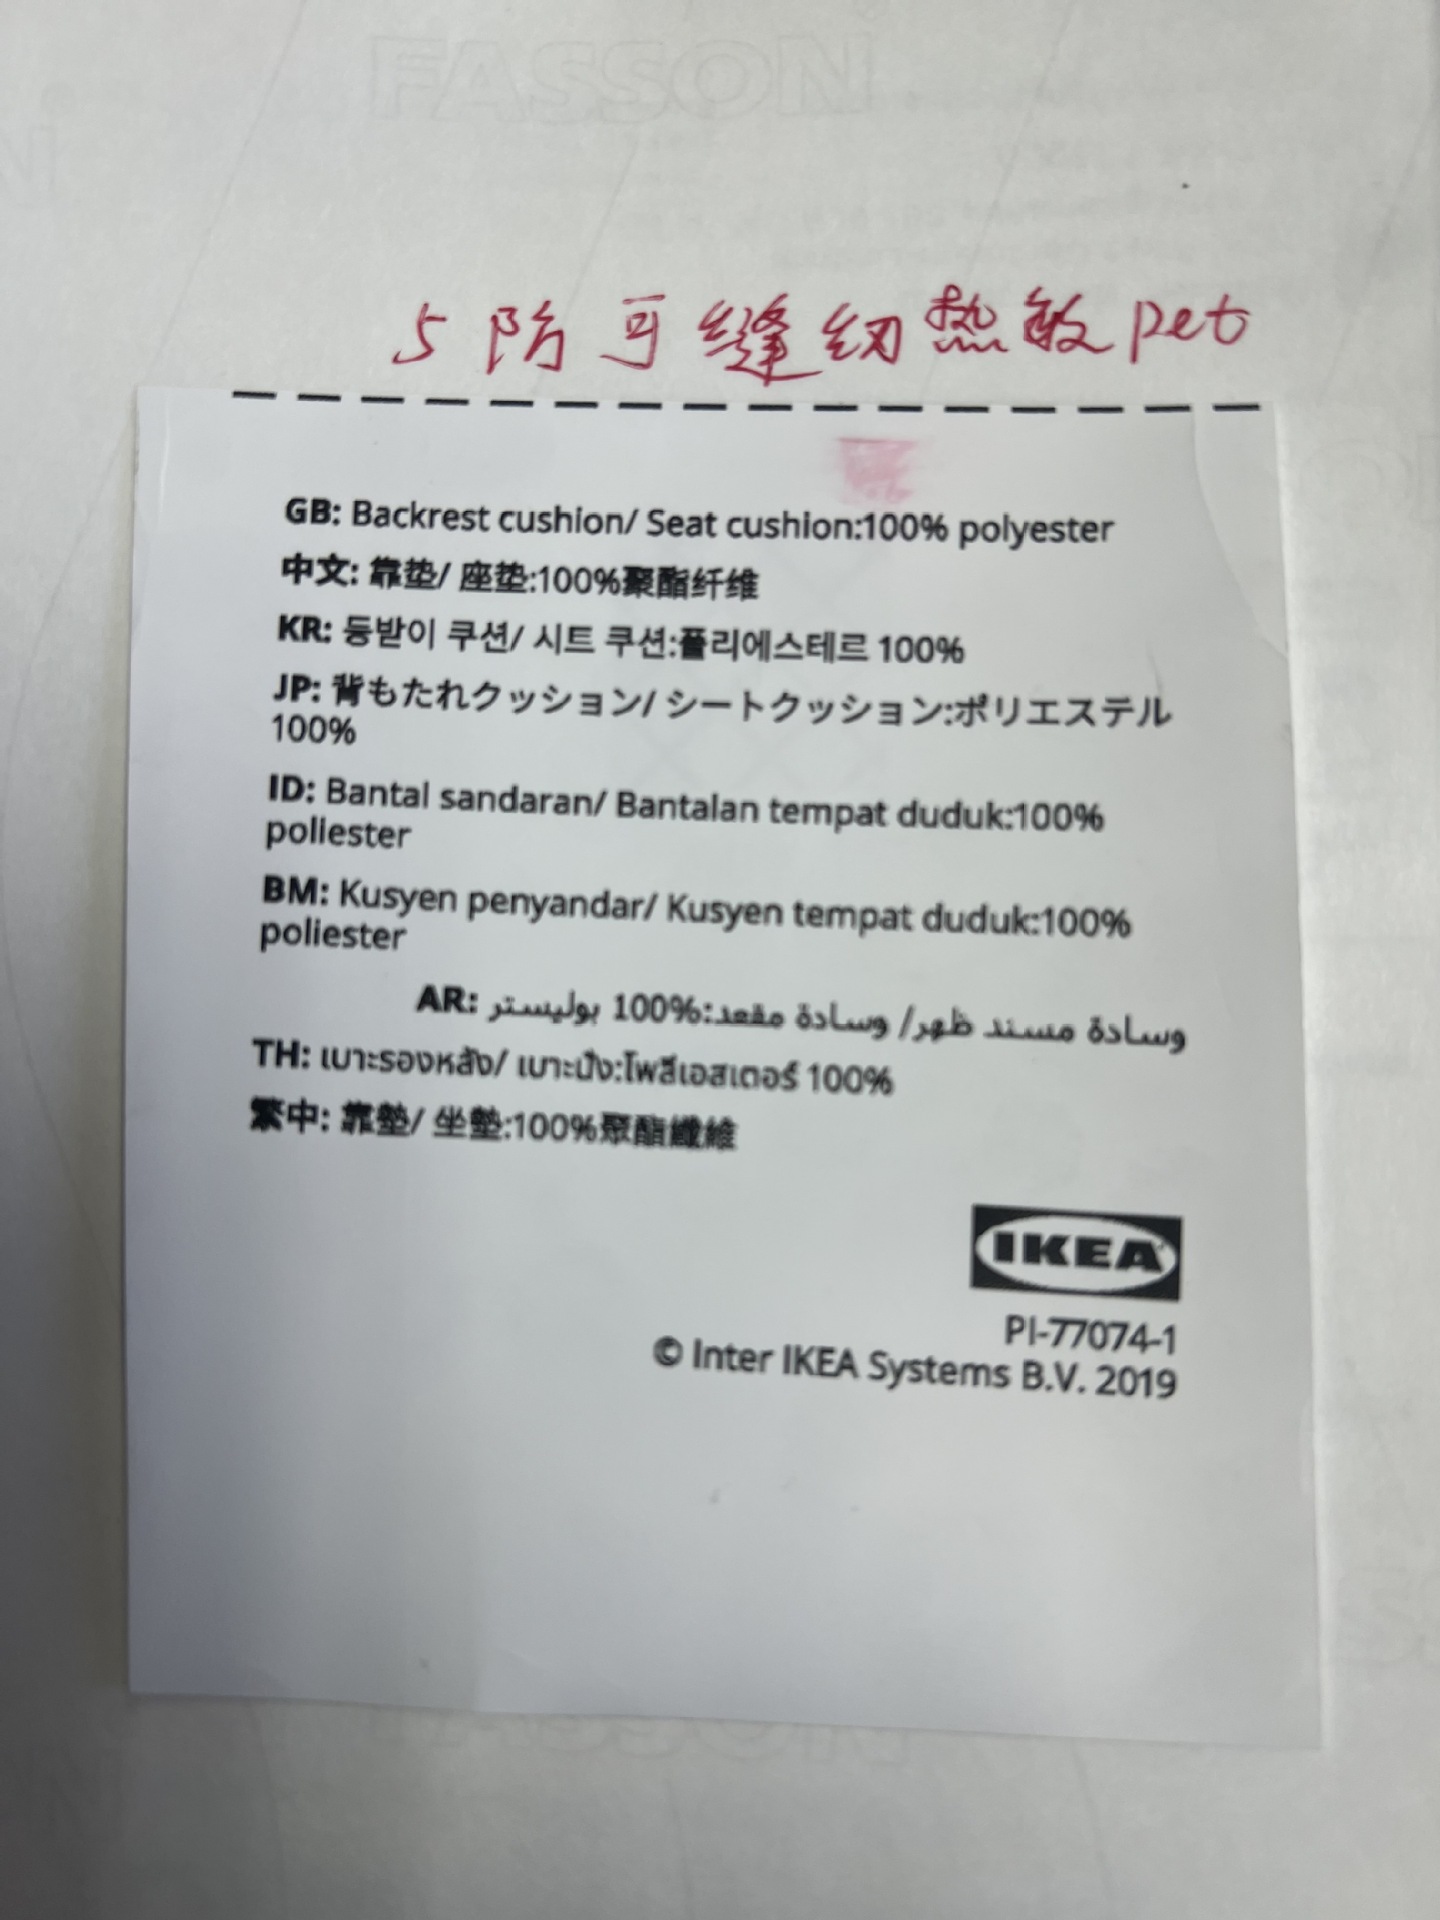 FASSON
5防可缝纫热敏pet
GB: Backrest cushion/ Seat cushion:100% polyester
中文: 靠垫/ 座垫:100%聚酯纤维
KR: 등받이 쿠션/ 시트 쿠션:폴리에스테르 100%
JP: 背もたれクッション/ シートクッション:ポリエステル
100%
ID: Bantal sandaran/ Bantalan tempat duduk:100%
poliester
BM: Kusyen penyandar/ Kusyen tempat duduk:100%
poliester
AR: وسادة مسند ظهر/ وسادة مقعد:%100 بوليستر
TH: เบาะรองหลัง/ เบาะนั่ง:โพลีเอสเตอร์ 100%
繁中: 靠墊/ 坐墊:100%聚酯纖維
IKEA
PI-77074-1
© Inter IKEA Systems B.V. 2019
FASSON